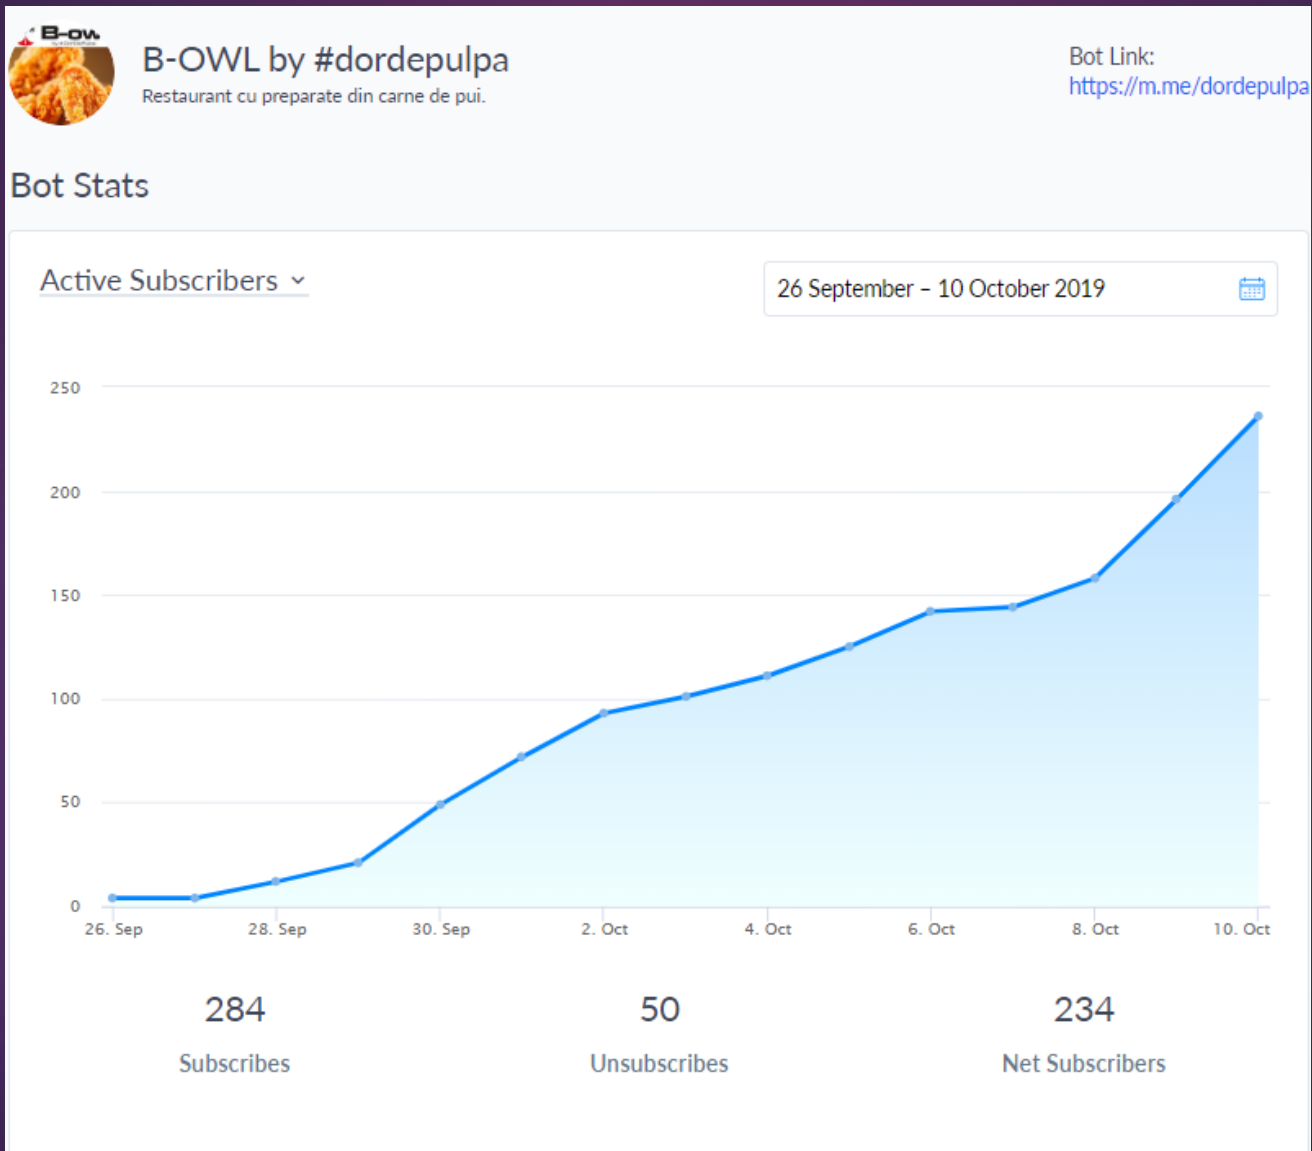 B-ow
B-OWL by #dordepulpa
Restaurant cu preparate din carne de pui.
Bot Link:
https://m.me/dordepulpa
Bot Stats
Active Subscribers
26 September – 10 October 2019
250
200
150
100
50
0
26. Sep 28. Sep 30. Sep 2. Oct 4. Oct 6. Oct 8. Oct 10. Oct
284 50 234
Subscribes Unsubscribes Net Subscribers